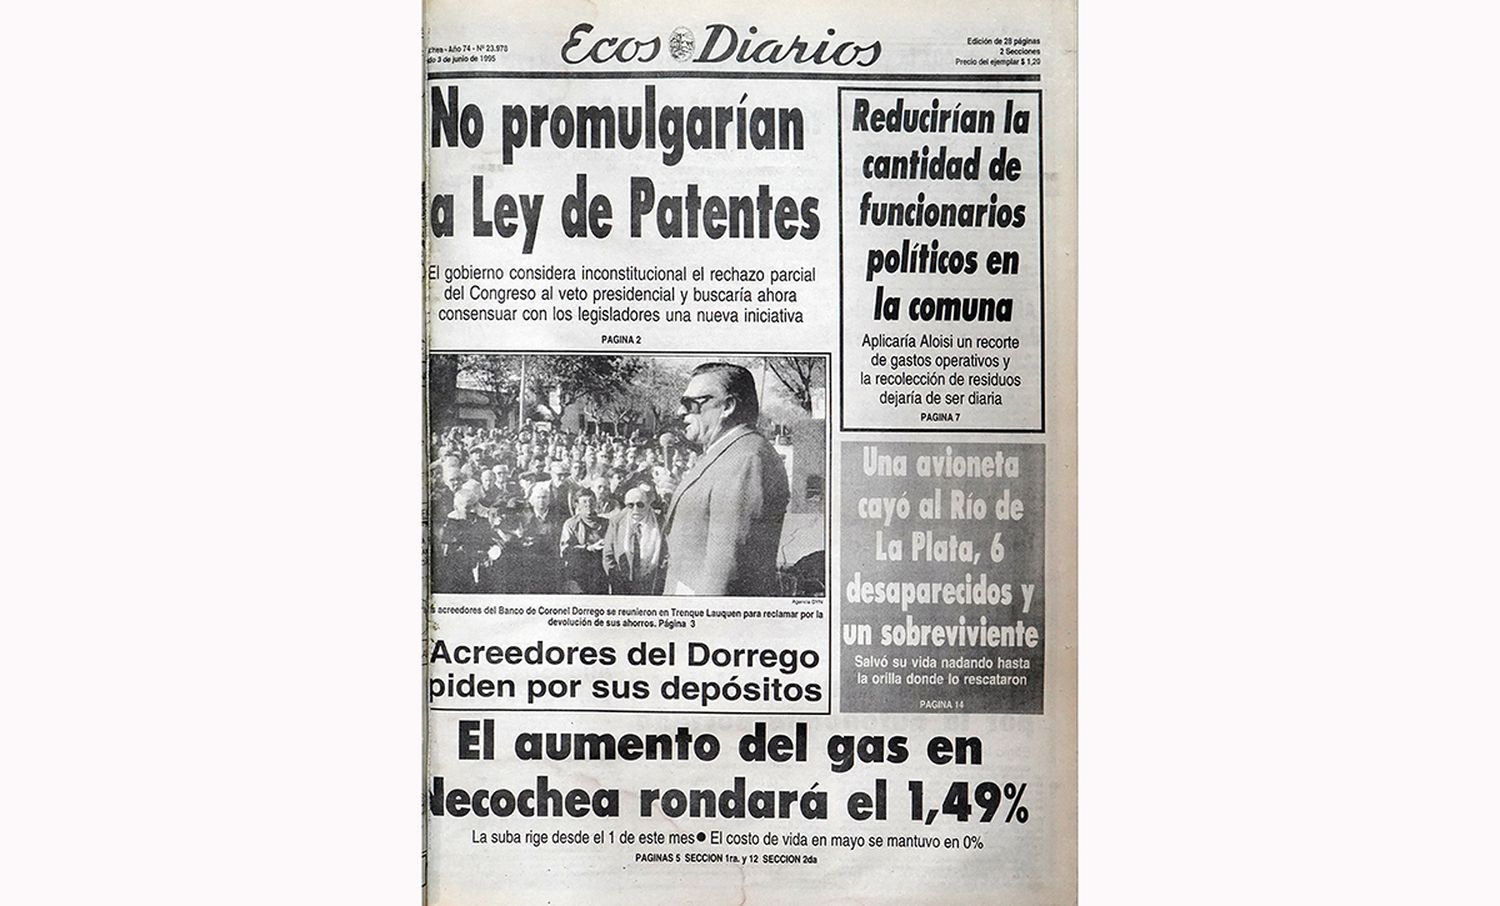 Año 74 - Nº 23.978
3 de junio de 1995
Ecos Diarios
Edición de 28 páginas
2 Secciones
Precio del ejemplar $ 1,20
No promulgarían
a Ley de Patentes
El gobierno considera inconstitucional el rechazo parcial
del Congreso al veto presidencial y buscaría ahora
consensuar con los legisladores una nueva iniciativa
PAGINA 2
Reducirían la
cantidad de
funcionarios
políticos en
la comuna
Aplicaría Aloisi un recorte
de gastos operativos y
la recolección de residuos
dejaría de ser diaria
PAGINA 7
Agencia DYN
acreedores del Banco de Coronel Dorrego se reunieron en Trenque Lauquen para reclamar por la
devolución de sus ahorros. Página 3
Acreedores del Dorrego
piden por sus depósitos
Una avioneta
cayó al Río de
La Plata, 6
desaparecidos y
un sobreviviente
Salvó su vida nadando hasta
la orilla donde lo rescataron
PAGINA 14
El aumento del gas en
Necochea rondará el 1,49%
La suba rige desde el 1 de este mes● El costo de vida en mayo se mantuvo en 0%
PAGINAS 5 SECCION 1ra. y 12 SECCION 2da